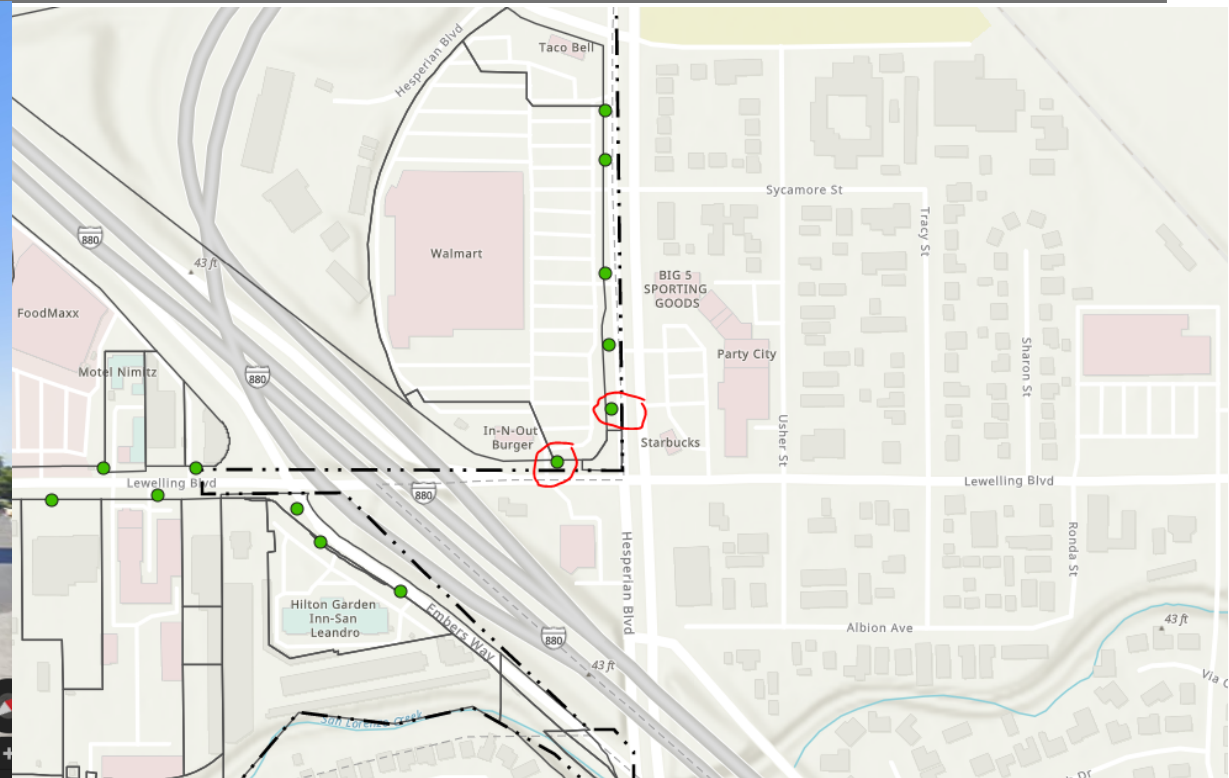 Hesperian Blvd
Taco Bell
Sycamore St
Tracy St
880
43 ft
Walmart
BIG 5
SPORTING
GOODS
FoodMaxx
Motel Nimitz
880
Party City
Sharon St
In-N-Out
Burger
Starbucks
Usher St
Lewelling Blvd
880
Lewelling Blvd
Hesperian Blvd
Ronda St
Hilton Garden
Inn-San
Leandro
Embers Way
880
43 ft
Albion Ave
43 ft
Via
San Lorenzo Creek
Dr